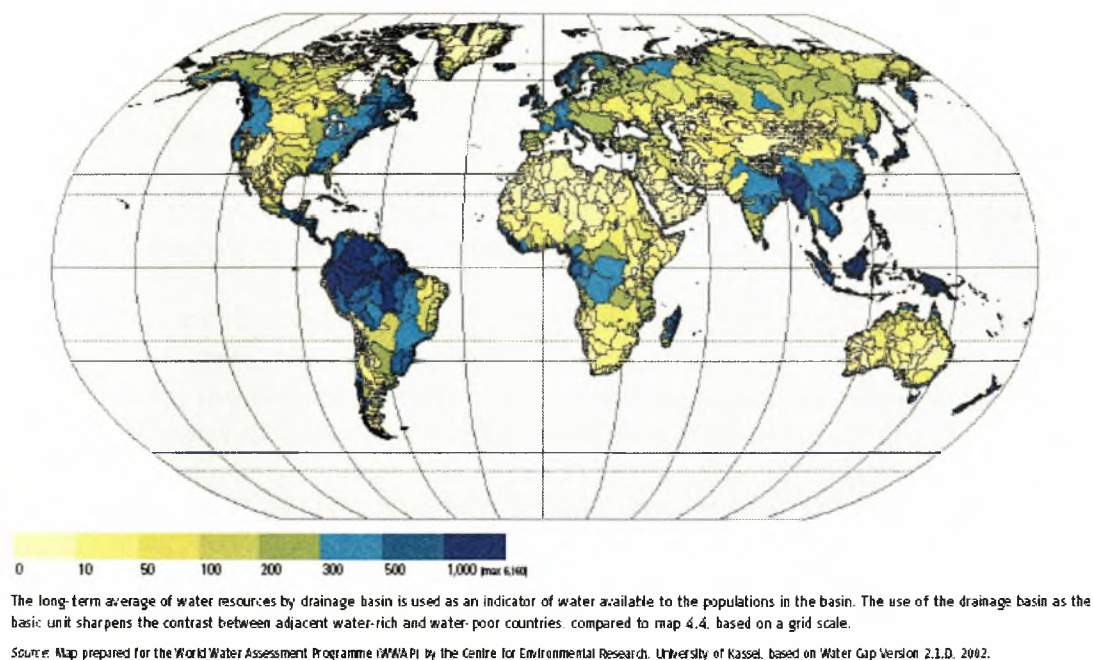 0 10 50 100 200 300 500 1,000 (max 6,160)
The long-term average of water resources by drainage basin is used as an indicator of water available to the populations in the basin. The use of the drainage basin as the
basic unit sharpens the contrast between adjacent water-rich and water-poor countries. compared to map 4.4. based on a grid scale.
Source: Map prepared for the World Water Assessment Programme (WWAP) by the Centre for Environmental Research. University of Kassel. based on Water Gap Version 2.1.D. 2002.